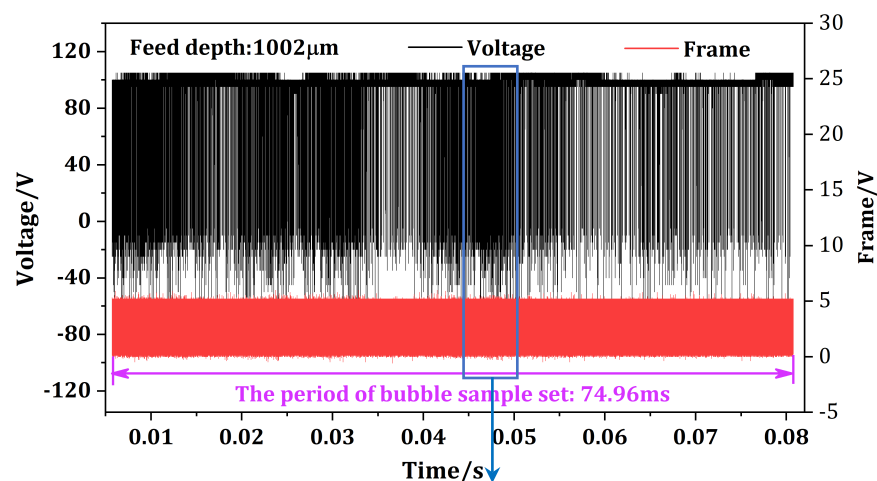 Feed depth:1002μm
Voltage
Frame
120
80
40
0
-40
-80
-120
Voltage/V
30
25
20
15
10
5
0
-5
Frame/V
The period of bubble sample set: 74.96ms
0.01 0.02 0.03 0.04 0.05 0.06 0.07 0.08
Time/s